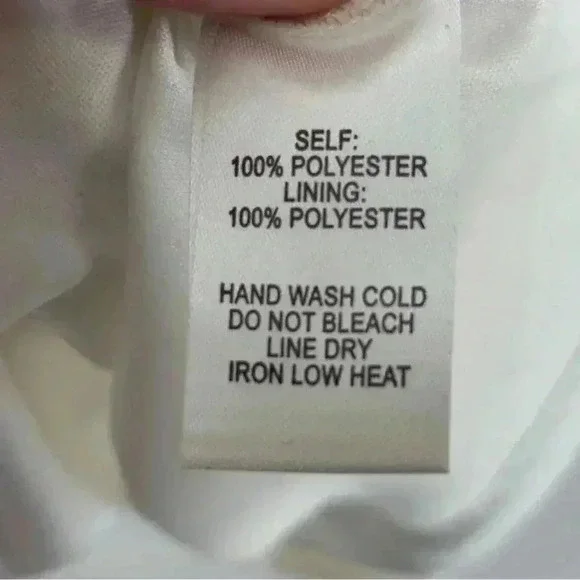 SELF:
100% POLYESTER
LINING:
100% POLYESTER
HAND WASH COLD
DO NOT BLEACH
LINE DRY
IRON LOW HEAT